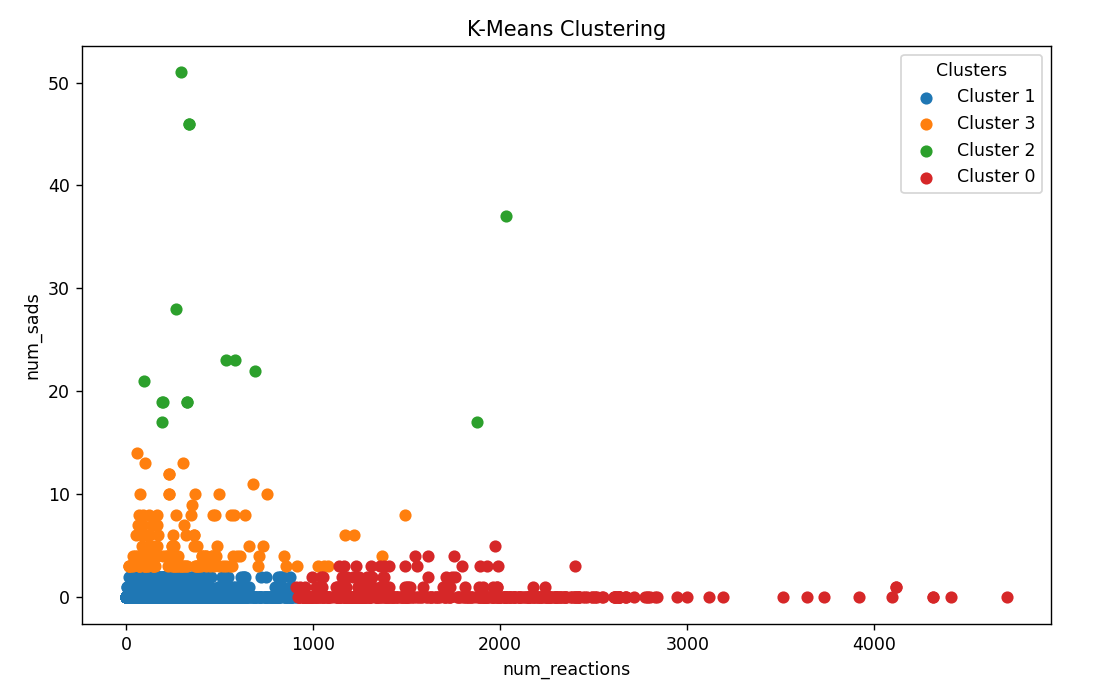 K-Means Clustering
Clusters
Cluster 1
Cluster 3
Cluster 2
Cluster 0
num_sads
50
40
30
20
10
0
0 1000 2000 3000 4000
num_reactions